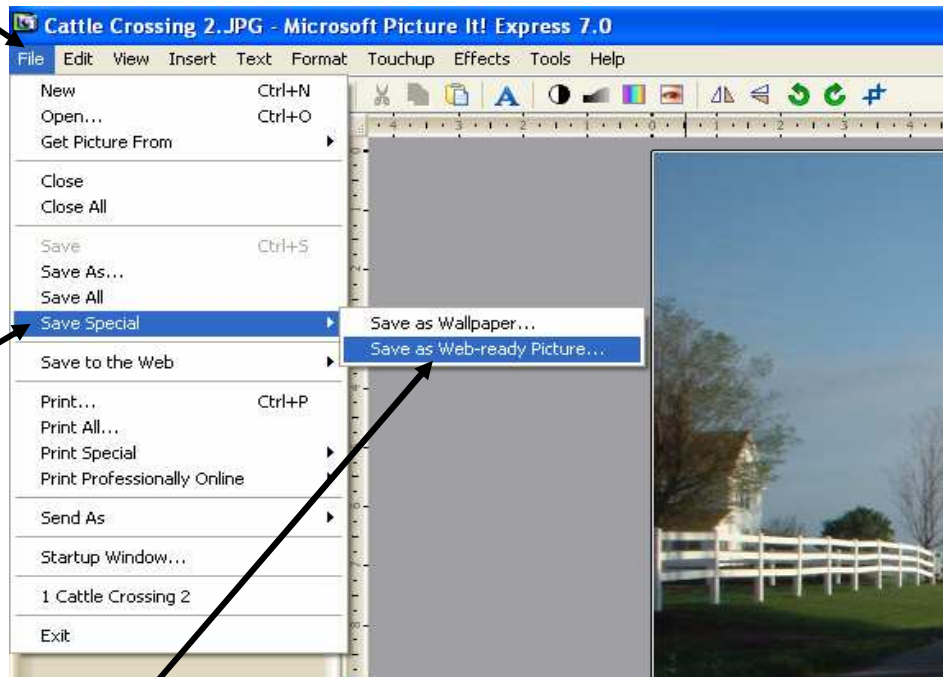 Cattle Crossing 2.JPG - Microsoft Picture It! Express 7.0
File Edit View Insert Text Format Touchup Effects Tools Help
New Ctrl+N
Open... Ctrl+O
Get Picture From
Close
Close All
Save Ctrl+S
Save As...
Save All
Save Special
Save as Wallpaper...
Save as Web-ready Picture...
Save to the Web
Print... Ctrl+P
Print All...
Print Special
Print Professionally Online
Send As
Startup Window...
1 Cattle Crossing 2
Exit